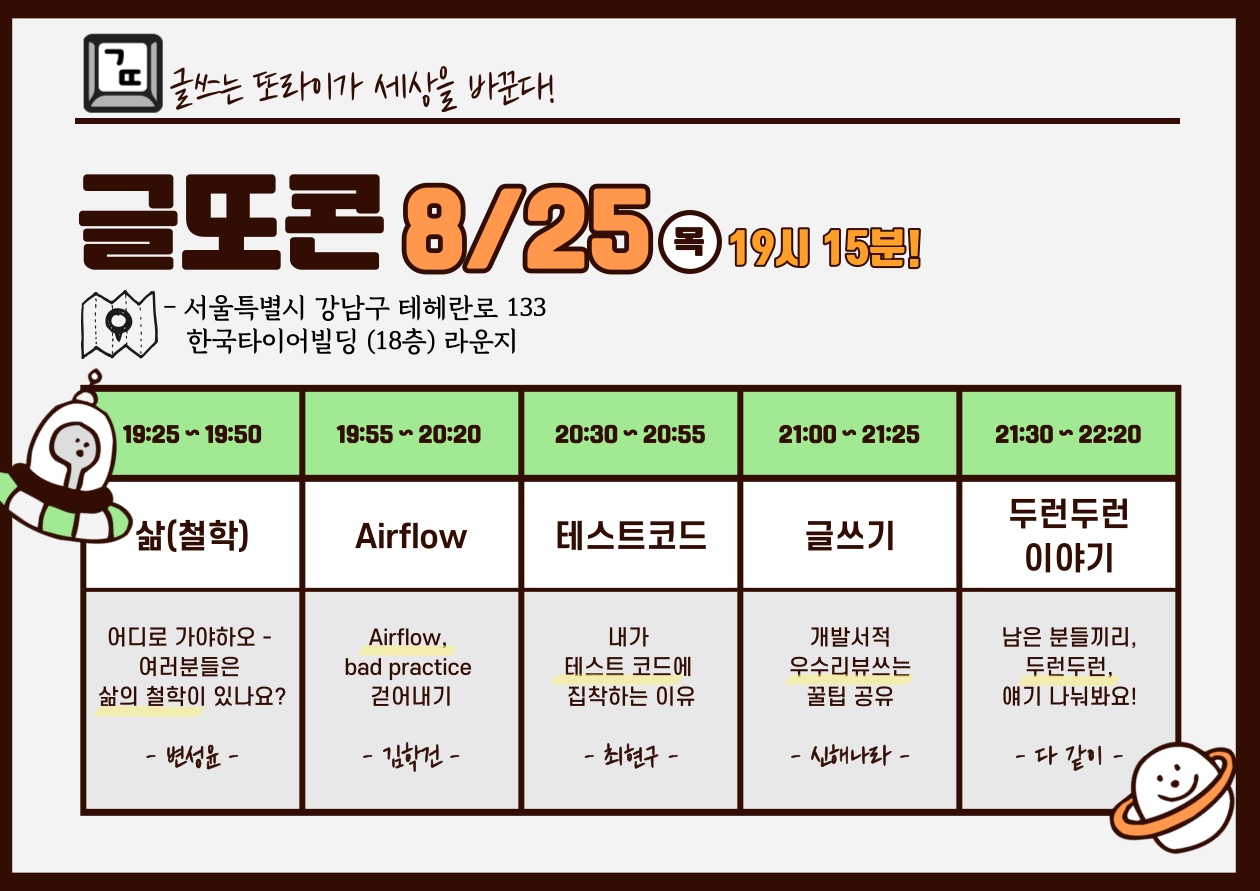 ㄱㄸ
글쓰는 또라이가 세상을 바꾼다!
글또콘 8/25 목 19시 15분!
- 서울특별시 강남구 테헤란로 133
한국타이어빌딩 (18층) 라운지
19:25 ~ 19:50
19:55 ~ 20:20
20:30 ~ 20:55
21:00 ~ 21:25
21:30 ~ 22:20
삶(철학)
Airflow
테스트코드
글쓰기
두런두런
이야기
어디로 가야하오 -
여러분들은
삶의 철학이 있나요?
- 변성윤 -
Airflow,
bad practice
걷어내기
- 김학건 -
내가
테스트 코드에
집착하는 이유
- 최현구 -
개발서적
우수리뷰쓰는
꿀팁 공유
- 신해나라 -
남은 분들끼리,
두런두런,
얘기 나눠봐요!
- 다 같이 -